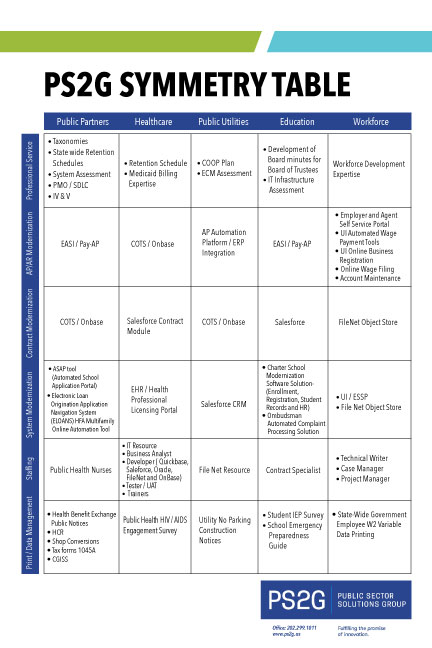 PS2G SYMMETRY TABLE
Public Partners Healthcare Public Utilities Education Workforce
Professional Service
• Taxonomies
• State wide Retention
Schedules
• System Assessment
• PMO / SDLC
• IV & V
• Retention Schedule
• Medicaid Billing
Expertise
• COOP Plan
• ECM Assessment
• Development of
Board minutes for
Board of Trustees
• IT Infrastructure
Assessment
Workforce Development
Expertise
AP/AR Modernization
EASI / Pay-AP
COTS / Onbase
AP Automation
Platform / ERP
Integration
EASI / Pay-AP
• Employer and Agent
Self Service Portal
• UI Automated Wage
Payment Tools
• UI Online Business
Registration
• Online Wage Filing
• Account Maintenance
Contract Modernization
COTS / Onbase
Salesforce Contract
Module
COTS / Onbase
Salesforce
FileNet Object Store
System Modernization
• ASAP tool
(Automated School
Application Portal)
• Electronic Loan
Origination Application
Navigation System
(ELOANS) HFA Multifamily
Online Automation Tool
EHR / Health
Professional
Licensing Portal
Salesforce CRM
• Charter School
Modernization
Software Solution-
(Enrollment,
Registration, Student
Records and HR)
• Ombudsman
Automated Complaint
Processing Solution
• UI / ESSP
• File Net Object Store
Staffing
Public Health Nurses
• IT Resource
• Business Analyst
• Developer ( Quickbase,
Saleforce, Oracle,
FileNet and OnBase)
• Tester / UAT
• Trainers
File Net Resource
Contract Specialist
• Technical Writer
• Case Manager
• Project Manager
Print / Data Management
• Health Benefit Exchange
Public Notices
• HCR
• Shop Conversions
• Tax forms 1045A
• CGISS
Public Health HIV / AIDS
Engagement Survey
Utility No Parking
Construction
Notices
• Student IEP Survey
• School Emergency
Preparedness
Guide
• State-Wide Government
Employee W2 Variable
Data Printing
PS2G PUBLIC SECTOR
SOLUTIONS GROUP
Office: 202.299.1011
www.ps2g.us
Fulfilling the promise
of innovation.